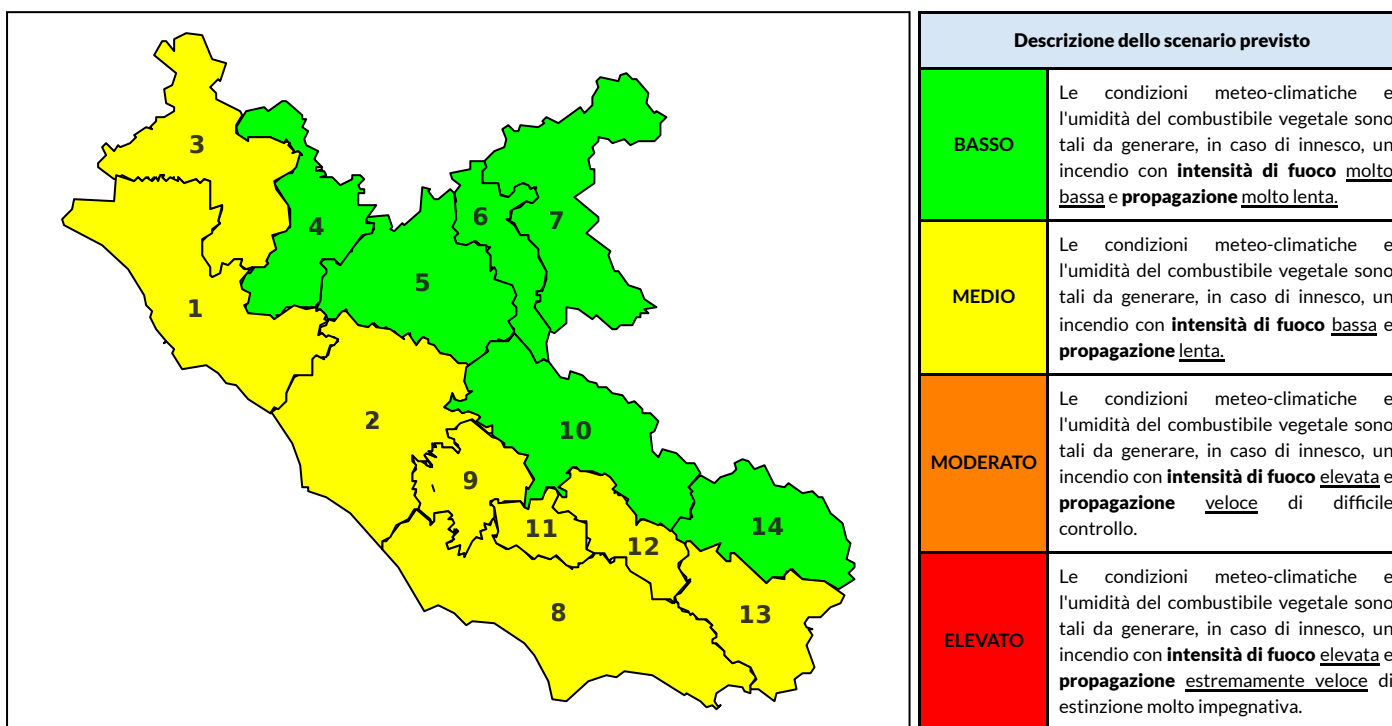 3
4
6
7
5
1
2
10
9
11
12
14
8
13
Descrizione dello scenario previsto
BASSO
Le condizioni meteo-climatiche e
l'umidità del combustibile vegetale sono
tali da generare, in caso di innesco, un
incendio con intensità di fuoco molto
bassa e propagazione molto lenta.
MEDIO
Le condizioni meteo-climatiche e
l'umidità del combustibile vegetale sono
tali da generare, in caso di innesco, un
incendio con intensità di fuoco bassa e
propagazione lenta.
MODERATO
Le condizioni meteo-climatiche e
l'umidità del combustibile vegetale sono
tali da generare, in caso di innesco, un
incendio con intensità di fuoco elevata e
propagazione veloce di difficile
controllo.
ELEVATO
Le condizioni meteo-climatiche e
l'umidità del combustibile vegetale sono
tali da generare, in caso di innesco, un
incendio con intensità di fuoco elevata e
propagazione estremamente veloce di
estinzione molto impegnativa.